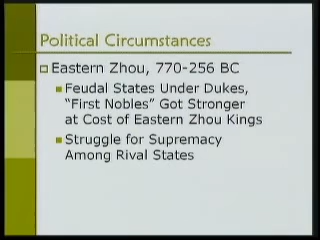 Political Circumstances
Eastern Zhou, 770-256 BC
Feudal States Under Dukes,
“First Nobles” Got Stronger
at Cost of Eastern Zhou Kings
Struggle for Supremacy
Among Rival States